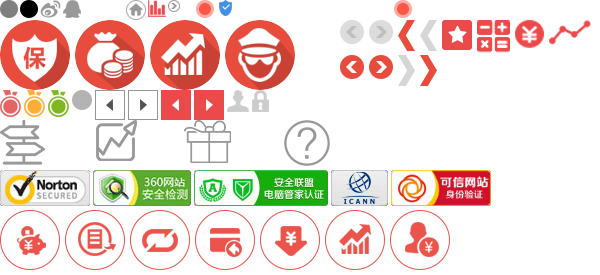 保
¥
Norton
SECURED
360网站
安全检测
安全联盟
电脑管家认证
ICANN
可信网站
身份验证
¥
¥
¥